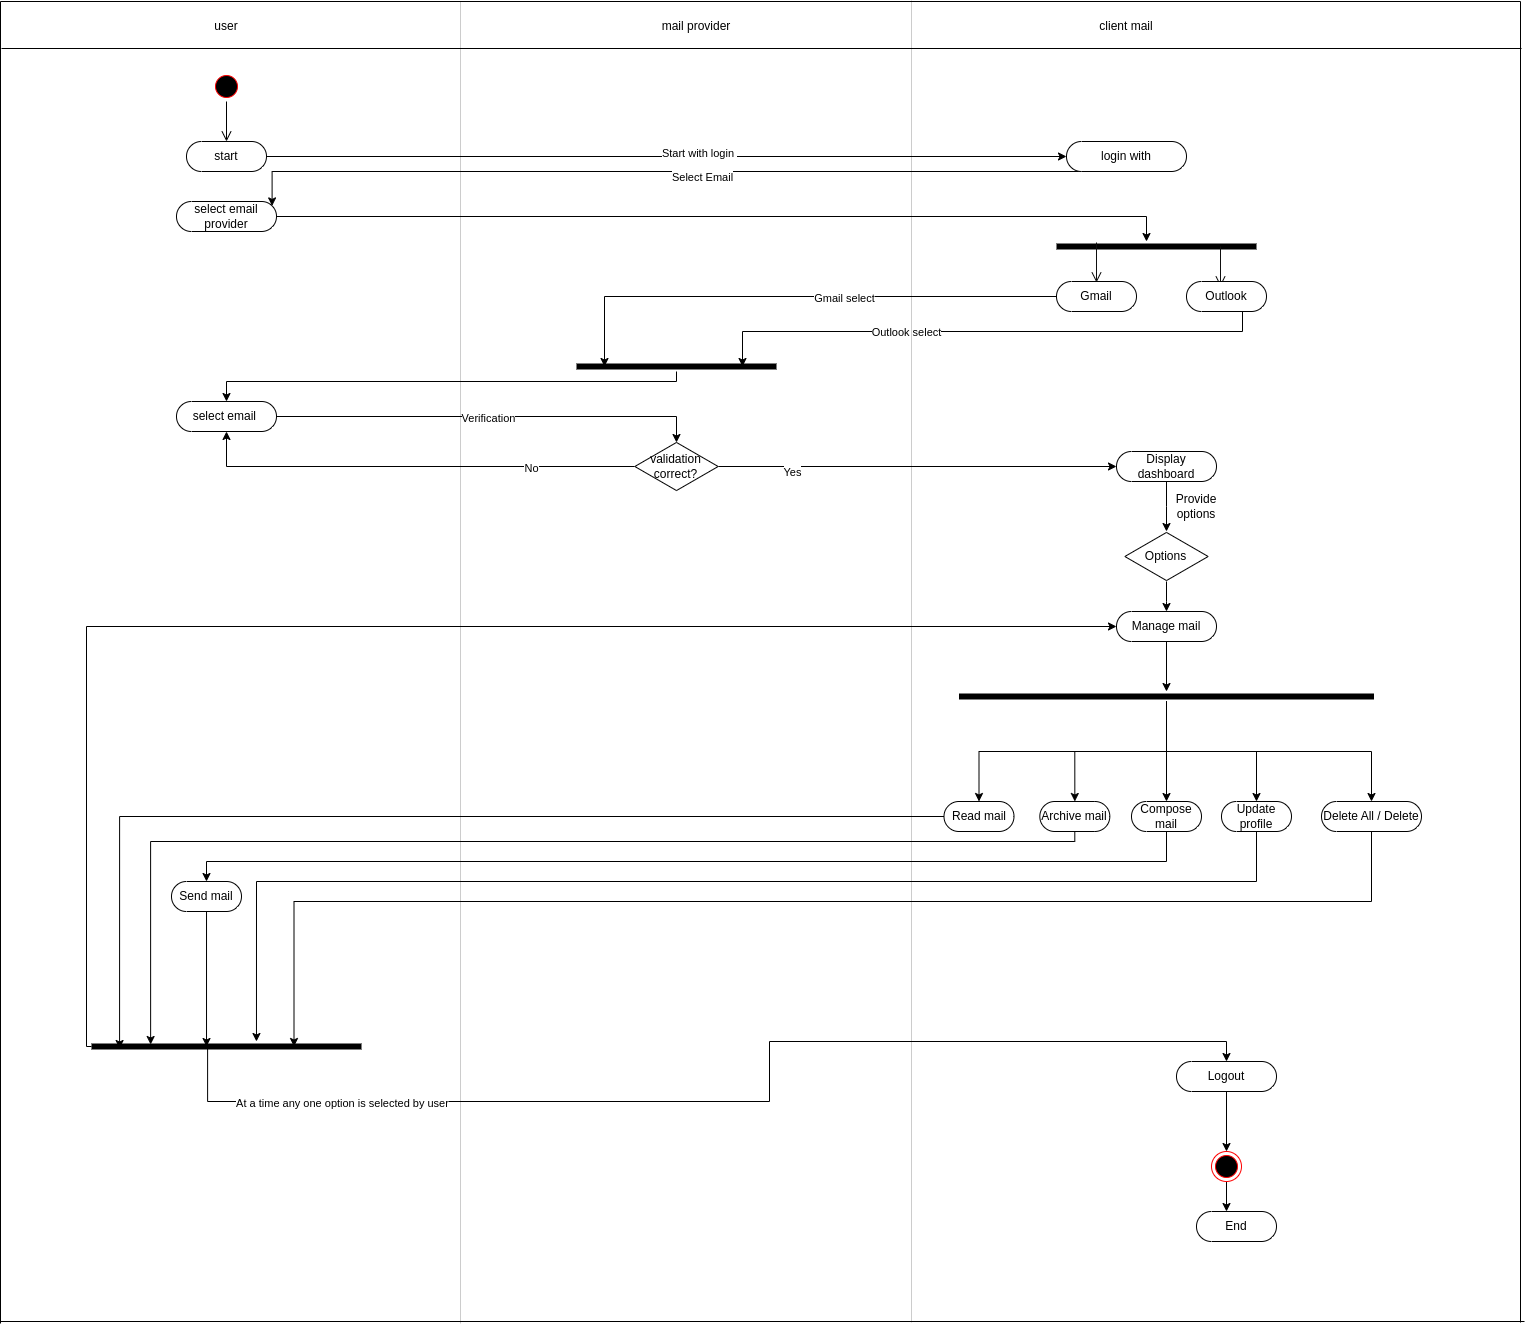 user
mail provider
client mail
start
Start with login
login with
Select Email
select email
provider
Gmail select
Gmail
Outlook
Outlook select
select email
Verification
validation
correct?
No
Yes
Display
dashboard
Provide
options
Options
Manage mail
Read mail
Archive mail
Compose
mail
Update
profile
Delete All / Delete
Send mail
At a time any one option is selected by user
Logout
End